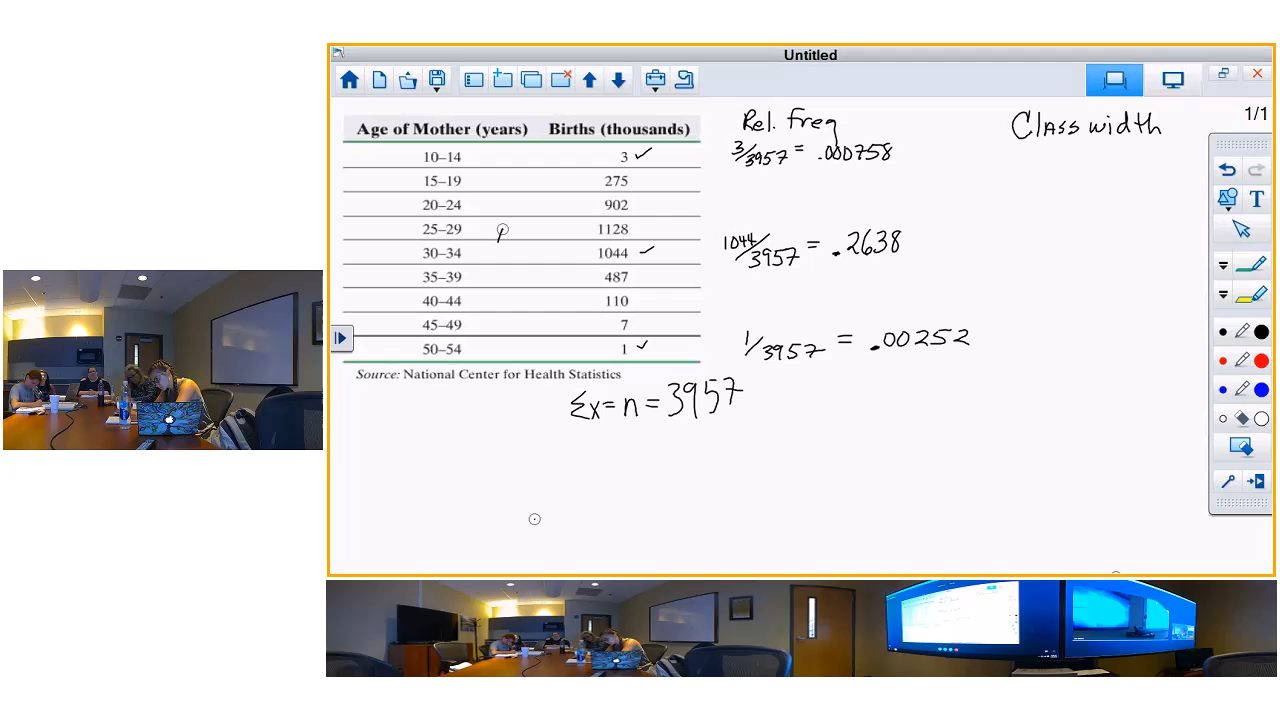 Untitled
1/1
Age of Mother (years) Births (thousands)
10–14 3 ✓
15–19 275
20–24 902
25–29 1128
30–34 1044 ✓
35–39 487
40–44 110
45–49 7
50–54 1 ✓
Source: National Center for Health Statistics
Σx = n = 3957
Rel. freq
3/3957 = .000758
1044/3957 = .2638
1/3957 = .00252
Class width
T